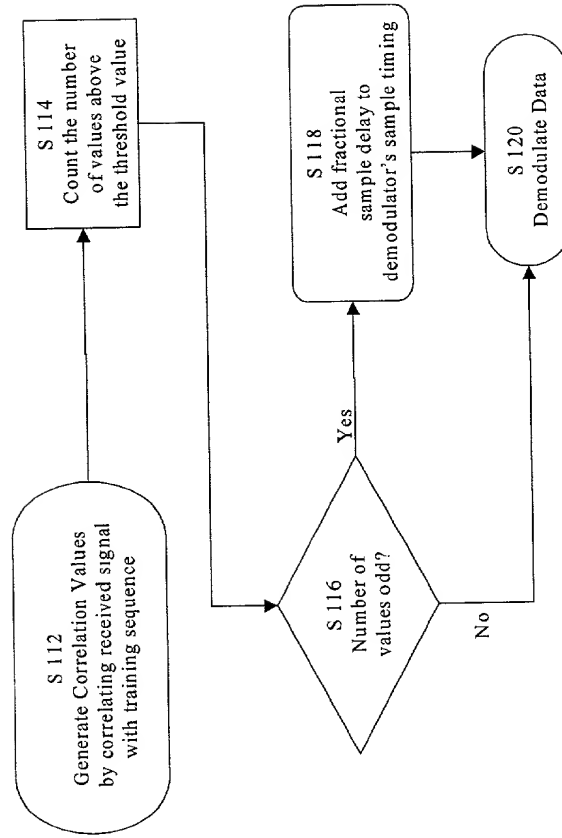 S 112
Generate Correlation Values
by correlating received signal
with training sequence
S 114
Count the number
of values above
the threshold value
S 116
Number of
values odd?
Yes
No
S 118
Add fractional
sample delay to
demodulator's sample timing
S 120
Demodulate Data